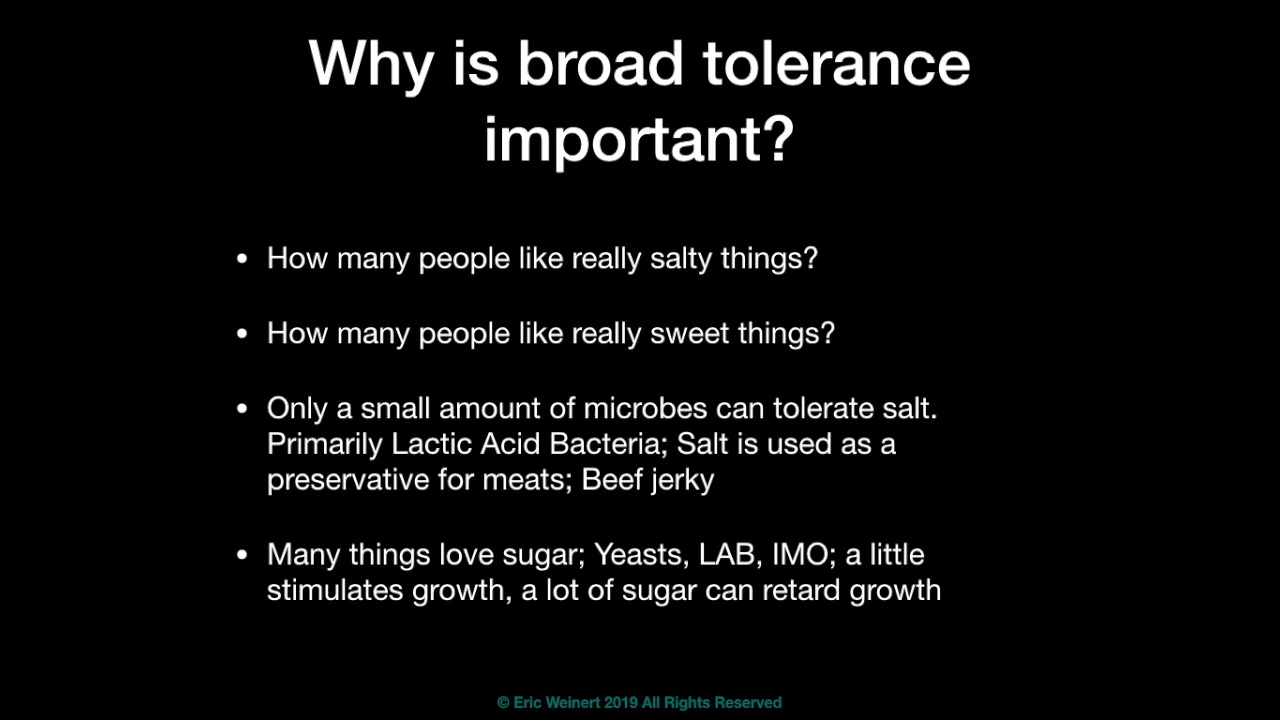 Why is broad tolerance
important?
• How many people like really salty things?
• How many people like really sweet things?
• Only a small amount of microbes can tolerate salt.
Primarily Lactic Acid Bacteria; Salt is used as a
preservative for meats; Beef jerky
• Many things love sugar; Yeasts, LAB, IMO; a little
stimulates growth, a lot of sugar can retard growth
© Eric Weinert 2019 All Rights Reserved